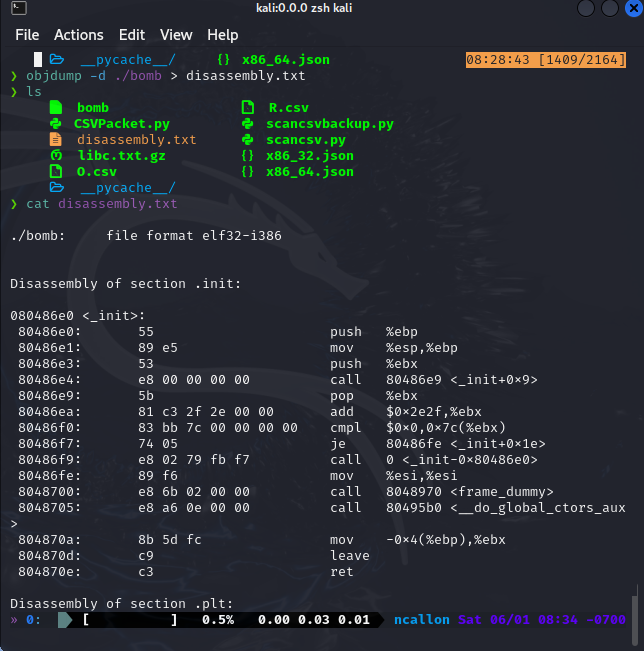 kali:0.0.0 zsh kali
File Actions Edit View Help
__pycache__/ {} x86_64.json 08:28:43 [1409/2164]
❯ objdump -d ./bomb > disassembly.txt
❯ ls
bomb R.csv
CSVPacket.py scancsvbackup.py
disassembly.txt scancsv.py
libc.txt.gz {} x86_32.json
O.csv {} x86_64.json
__pycache__/
❯ cat disassembly.txt
./bomb: file format elf32-i386
Disassembly of section .init:
080486e0 <_init>:
80486e0: 55 push %ebp
80486e1: 89 e5 mov %esp,%ebp
80486e3: 53 push %ebx
80486e4: e8 00 00 00 00 call 80486e9 <_init+0×9>
80486e9: 5b pop %ebx
80486ea: 81 c3 2f 2e 00 00 add $0×2e2f,%ebx
80486f0: 83 bb 7c 00 00 00 00 cmpl $0×0,0×7c(%ebx)
80486f7: 74 05 je 80486fe <_init+0×1e>
80486f9: e8 02 79 fb f7 call 0 <_init-0×80486e0>
80486fe: 89 f6 mov %esi,%esi
8048700: e8 6b 02 00 00 call 8048970 <frame_dummy>
8048705: e8 a6 0e 00 00 call 80495b0 <__do_global_ctors_aux
>
804870a: 8b 5d fc mov -0×4(%ebp),%ebx
804870d: c9 leave
804870e: c3 ret
Disassembly of section .plt:
» 0: [ ] 0.5% 0.00 0.03 0.01 ncallon Sat 06/01 08:34 -0700